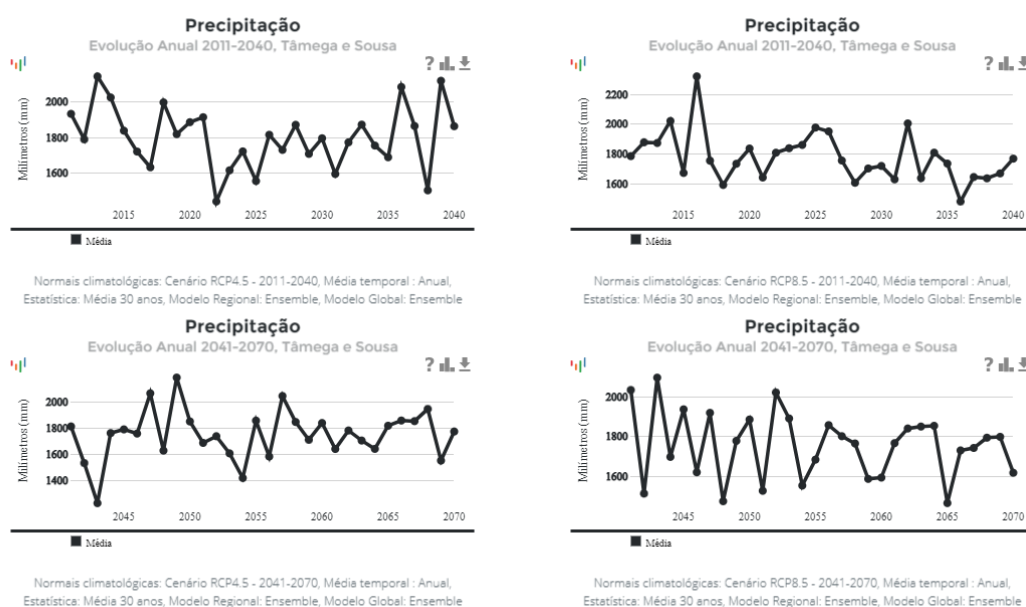 Precipitação
Evolução Anual 2011-2040, Tâmega e Sousa
?
Milímetros (mm)
2000
1800
1600
2015 2020 2025 2030 2035 2040
Média
Normais climatológicas: Cenário RCP4.5 - 2011-2040, Média temporal : Anual,
Estatística: Média 30 anos, Modelo Regional: Ensemble, Modelo Global: Ensemble
Precipitação
Evolução Anual 2011-2040, Tâmega e Sousa
?
Milímetros (mm)
2200
2000
1800
1600
2015 2020 2025 2030 2035 2040
Média
Normais climatológicas: Cenário RCP8.5 - 2011-2040, Média temporal : Anual,
Estatística: Média 30 anos, Modelo Regional: Ensemble, Modelo Global: Ensemble
Precipitação
Evolução Anual 2041-2070, Tâmega e Sousa
?
Milímetros (mm)
2000
1800
1600
1400
2045 2050 2055 2060 2065 2070
Média
Normais climatológicas: Cenário RCP4.5 - 2041-2070, Média temporal : Anual,
Estatística: Média 30 anos, Modelo Regional: Ensemble, Modelo Global: Ensemble
Precipitação
Evolução Anual 2041-2070, Tâmega e Sousa
?
Milímetros (mm)
2000
1800
1600
2045 2050 2055 2060 2065 2070
Média
Normais climatológicas: Cenário RCP8.5 - 2041-2070, Média temporal : Anual,
Estatística: Média 30 anos, Modelo Regional: Ensemble, Modelo Global: Ensemble